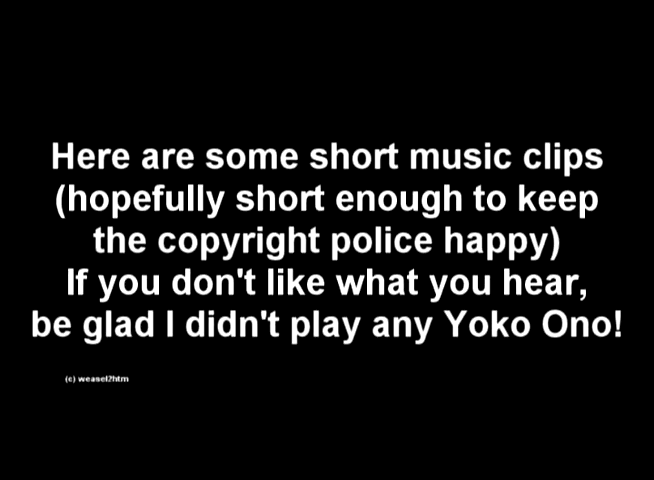 Here are some short music clips
(hopefully short enough to keep
the copyright police happy)
If you don't like what you hear,
be glad I didn't play any Yoko Ono!
(c) weasel2htm